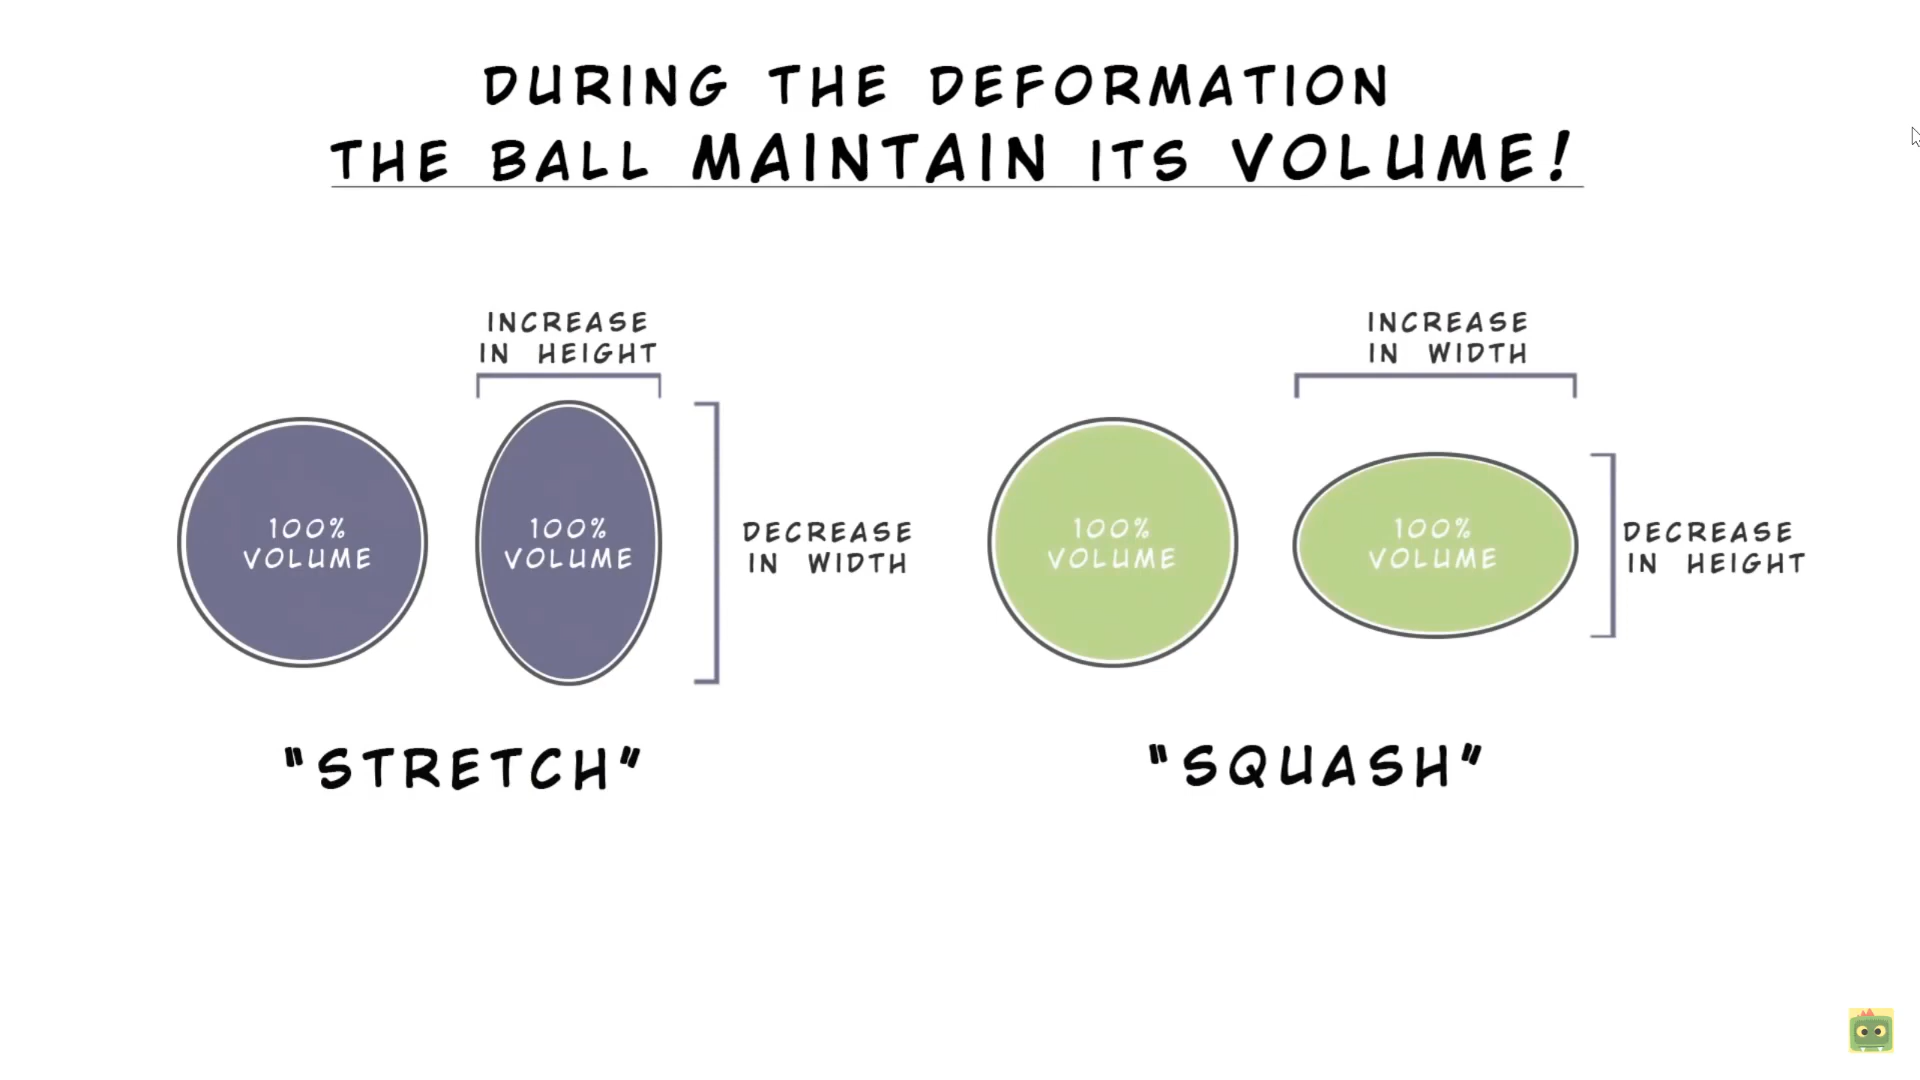 DURING THE DEFORMATION
THE BALL MAINTAIN ITS VOLUME!
INCREASE
IN HEIGHT
100%
VOLUME
100%
VOLUME
DECREASE
IN WIDTH
"STRETCH"
INCREASE
IN WIDTH
100%
VOLUME
100%
VOLUME
DECREASE
IN HEIGHT
"SQUASH"